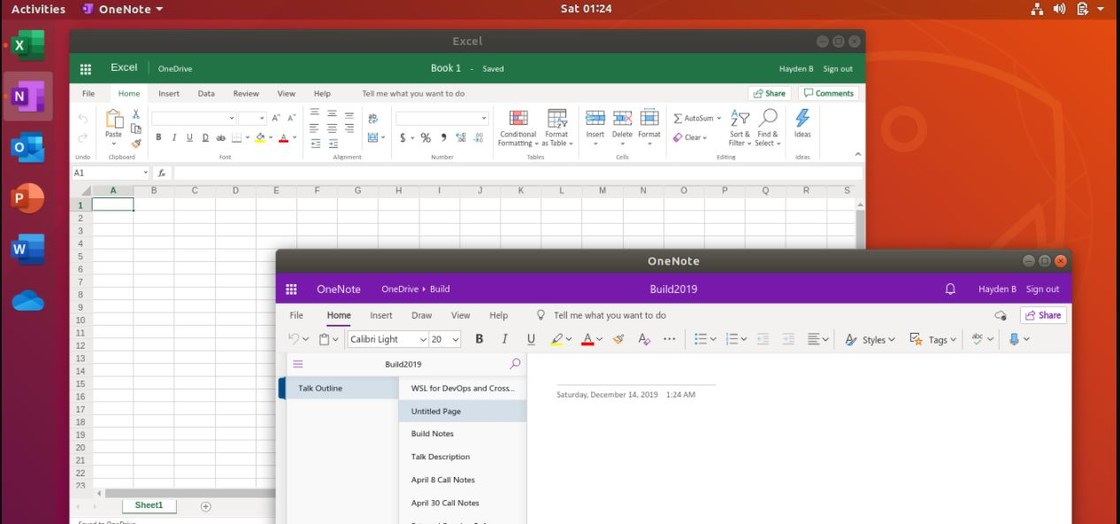 Activities OneNote Sat 01:24
Excel
Excel OneDrive Book 1 - Saved Hayden B Sign out
File Home Insert Data Review View Help Tell me what you want to do Share Comments
Undo Paste Clipboard
B I U D ab A A A Font
Alignment
$ % , Number
Conditional Formatting Format as Table Tables
Insert Delete Format Cells
AutoSum Clear Sort & Filter Find & Select Editing
Ideas Ideas
A1 fx
A B C D E F G H I J K L M N O P Q R S
1
2
3
4
5
6
7
8
9
10
11
12
13
14
15
16
17
18
19
20
21
22
23
Sheet1
Saved to OneDrive
X
N
O
P
W
OneNote
OneNote OneDrive › Build Build2019 Hayden B Sign out
File Home Insert Draw View Help Tell me what you want to do Share
Calibri Light 20 B I U A A Styles Tags
Build2019
Talk Outline
WSL for DevOps and Cross...
Untitled Page
Build Notes
Talk Description
April 8 Call Notes
April 30 Call Notes
Saturday, December 14, 2019 1:24 AM